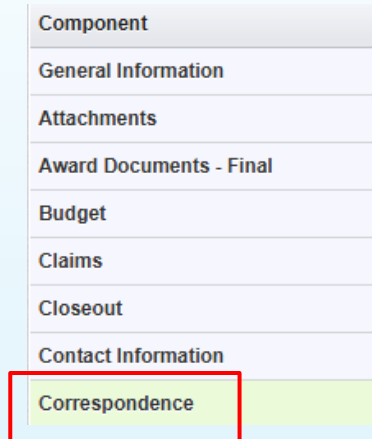 Component
General Information
Attachments
Award Documents - Final
Budget
Claims
Closeout
Contact Information
Correspondence